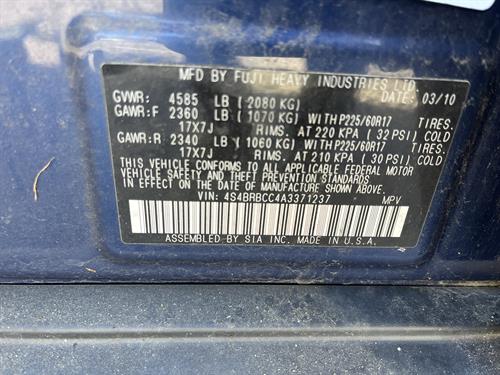 MFD BY FUJI HEAVY INDUSTRIES LTD.
DATE: 03/10
GVWR: 4585 LB ( 2080 KG)
GAWR:F 2360 LB ( 1070 KG) WITH P225/60R17 TIRES.
17X7J RIMS. AT 220 KPA ( 32 PSI) COLD
GAWR:R 2340 LB ( 1060 KG) WITH P225/60R17 TIRES.
17X7J RIMS. AT 210 KPA ( 30 PSI) COLD
THIS VEHICLE CONFORMS TO ALL APPLICABLE FEDERAL MOTOR
VEHICLE SAFETY AND THEFT PREVENTION STANDARDS IN
EFFECT ON THE DATE OF MANUFACTURE SHOWN ABOVE.
VIN: 4S4BRBCC4A3371237 MPV
ASSEMBLED BY SIA INC. MADE IN U.S.A.